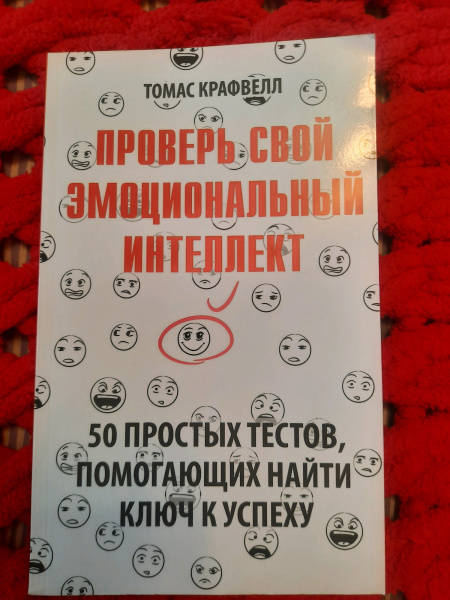 ТОМАС КРАФВЕЛЛ
ПРОВЕРЬ СВОЙ
ЭМОЦИОНАЛЬНЫЙ
ИНТЕЛЛЕКТ
50 ПРОСТЫХ ТЕСТОВ,
ПОМОГАЮЩИХ НАЙТИ
КЛЮЧ К УСПЕХУ